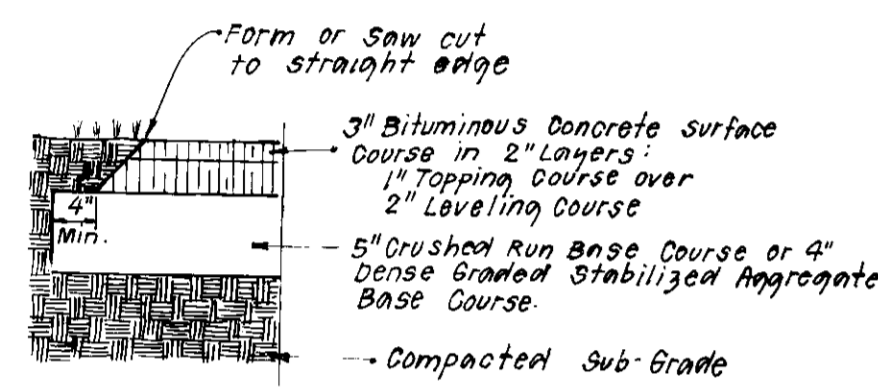 Form or saw cut
to straight edge
3" Bituminous Concrete surface
Course in 2" Layers:
1" Topping Course over
2" Leveling Course
4"
Min.
5" Crushed Run Base Course or 4"
Dense Graded Stabilized Aggregate
Base Course.
Compacted Sub-Grade